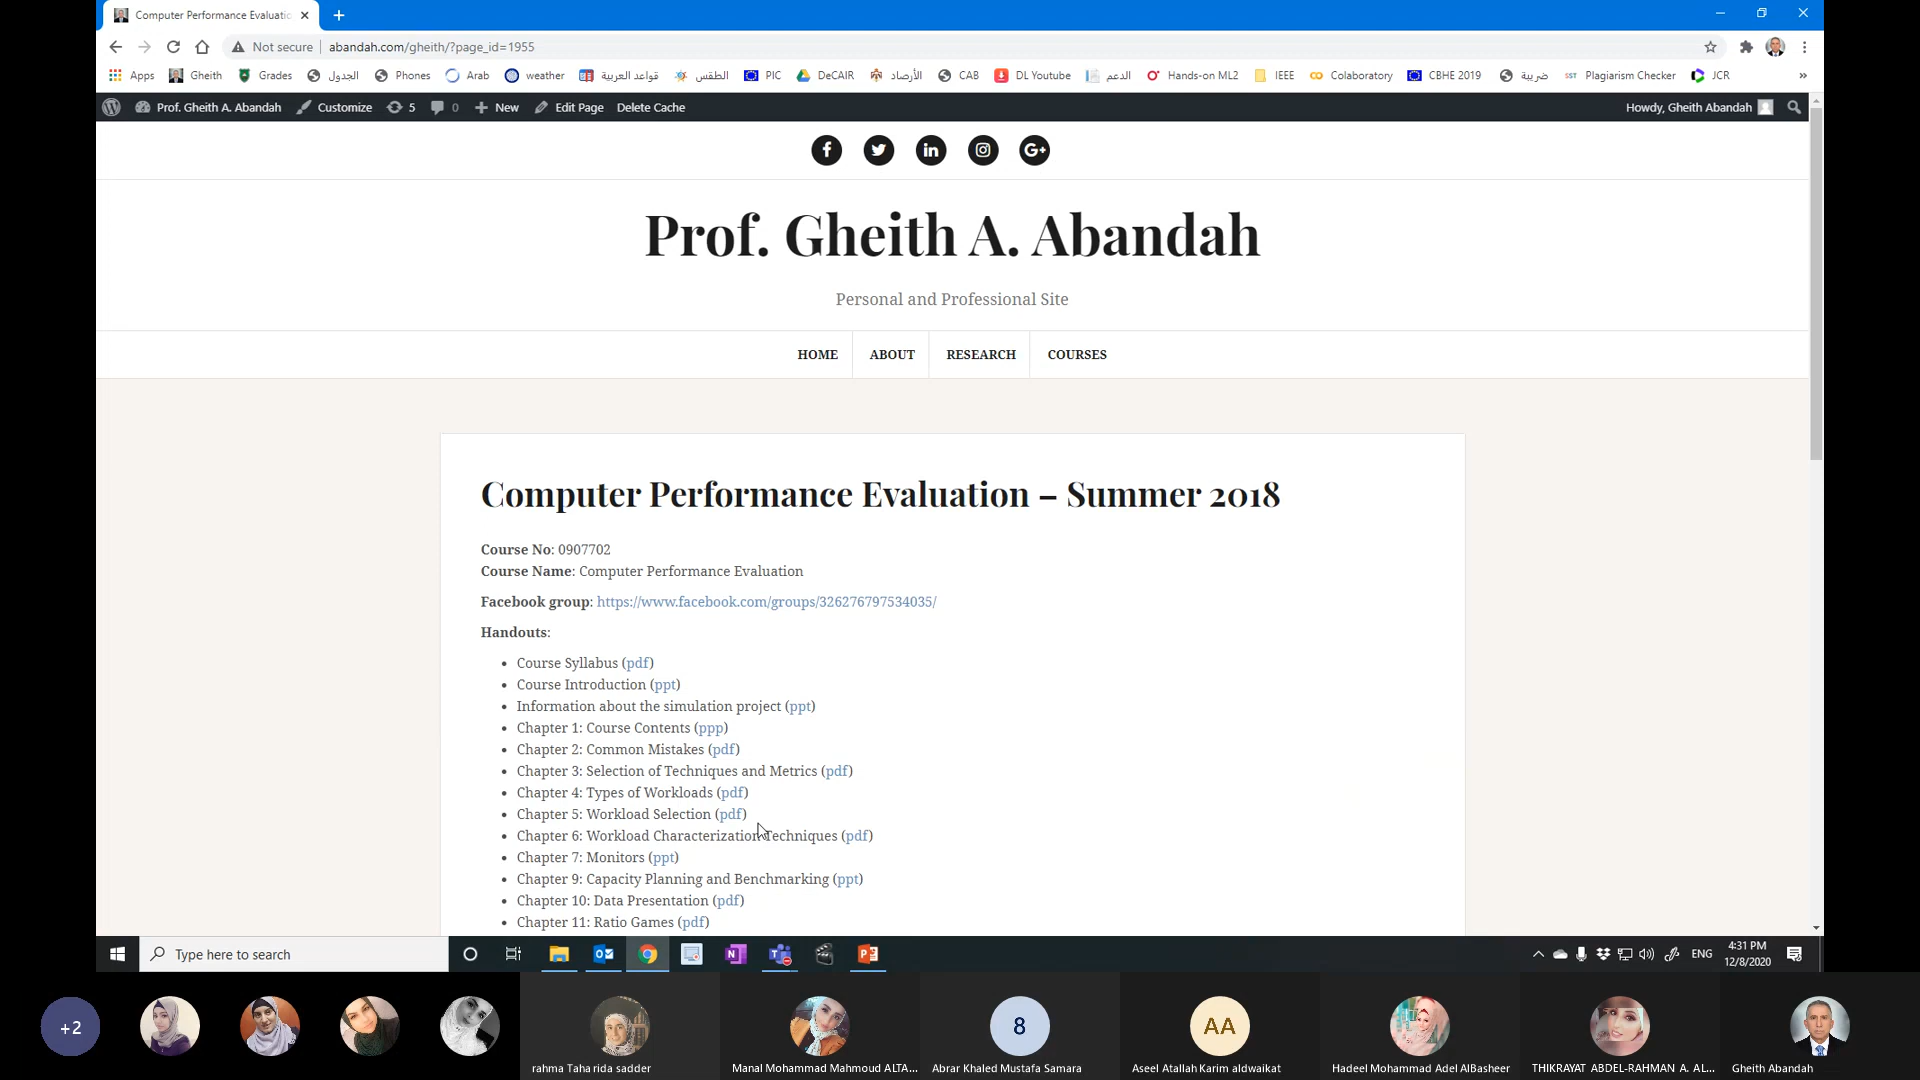 Computer Performance Evaluatio
Not secure
abandah.com/gheith/?page_id=1955
Apps Gheith Grades الجدول Phones Arab weather قواعد العربية الطقس PIC DeCAIR الأرصاد CAB DL Youtube الدعم Hands-on ML2 IEEE Colaboratory CBHE 2019 ضريبة SST Plagiarism Checker JCR »
Prof. Gheith A. Abandah Customize 5 0 New Edit Page Delete Cache Howdy, Gheith Abandah
Prof. Gheith A. Abandah
Personal and Professional Site
HOME ABOUT RESEARCH COURSES
Computer Performance Evaluation – Summer 2018
Course No: 0907702
Course Name: Computer Performance Evaluation
Facebook group: https://www.facebook.com/groups/326276797534035/
Handouts:
• Course Syllabus (pdf)
• Course Introduction (ppt)
• Information about the simulation project (ppt)
• Chapter 1: Course Contents (ppp)
• Chapter 2: Common Mistakes (pdf)
• Chapter 3: Selection of Techniques and Metrics (pdf)
• Chapter 4: Types of Workloads (pdf)
• Chapter 5: Workload Selection (pdf)
• Chapter 6: Workload Characterization Techniques (pdf)
• Chapter 7: Monitors (ppt)
• Chapter 9: Capacity Planning and Benchmarking (ppt)
• Chapter 10: Data Presentation (pdf)
• Chapter 11: Ratio Games (pdf)
Type here to search
ENG
4:31 PM
12/8/2020
+2
8
AA
rahma Taha rida sadder
Manal Mohammad Mahmoud ALTA...
Abrar Khaled Mustafa Samara
Aseel Atallah Karim aldwaikat
Hadeel Mohammad Adel AlBasheer
THIKRAYAT ABDEL-RAHMAN A. AL...
Gheith Abandah